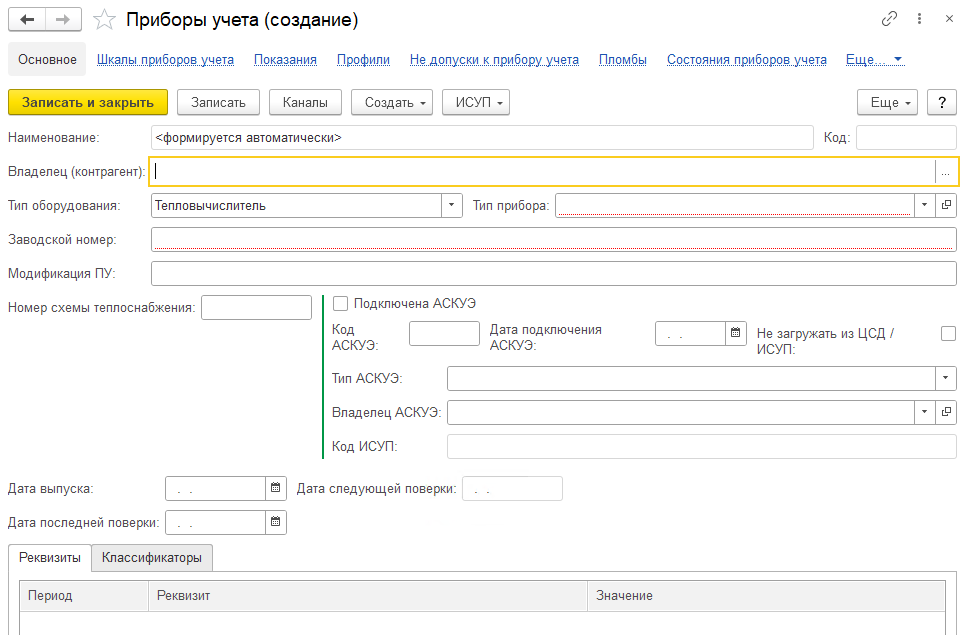 Приборы учета (создание)
Основное Шкалы приборов учета Показания Профили Не допуски к прибору учета Пломбы Состояния приборов учета Еще...
Записать и закрыть Записать Каналы Создать ИСУП Еще ?
Наименование: <формируется автоматически> Код:
Владелец (контрагент): ...
Тип оборудования: Тепловычислитель Тип прибора:
Заводской номер:
Модификация ПУ:
Номер схемы теплоснабжения: Подключена АСКУЭ
Код АСКУЭ: Дата подключения АСКУЭ: . . Не загружать из ЦСД / ИСУП:
Тип АСКУЭ:
Владелец АСКУЭ:
Код ИСУП:
Дата выпуска: . . Дата следующей поверки: . .
Дата последней поверки: . .
Реквизиты Классификаторы
Период Реквизит Значение